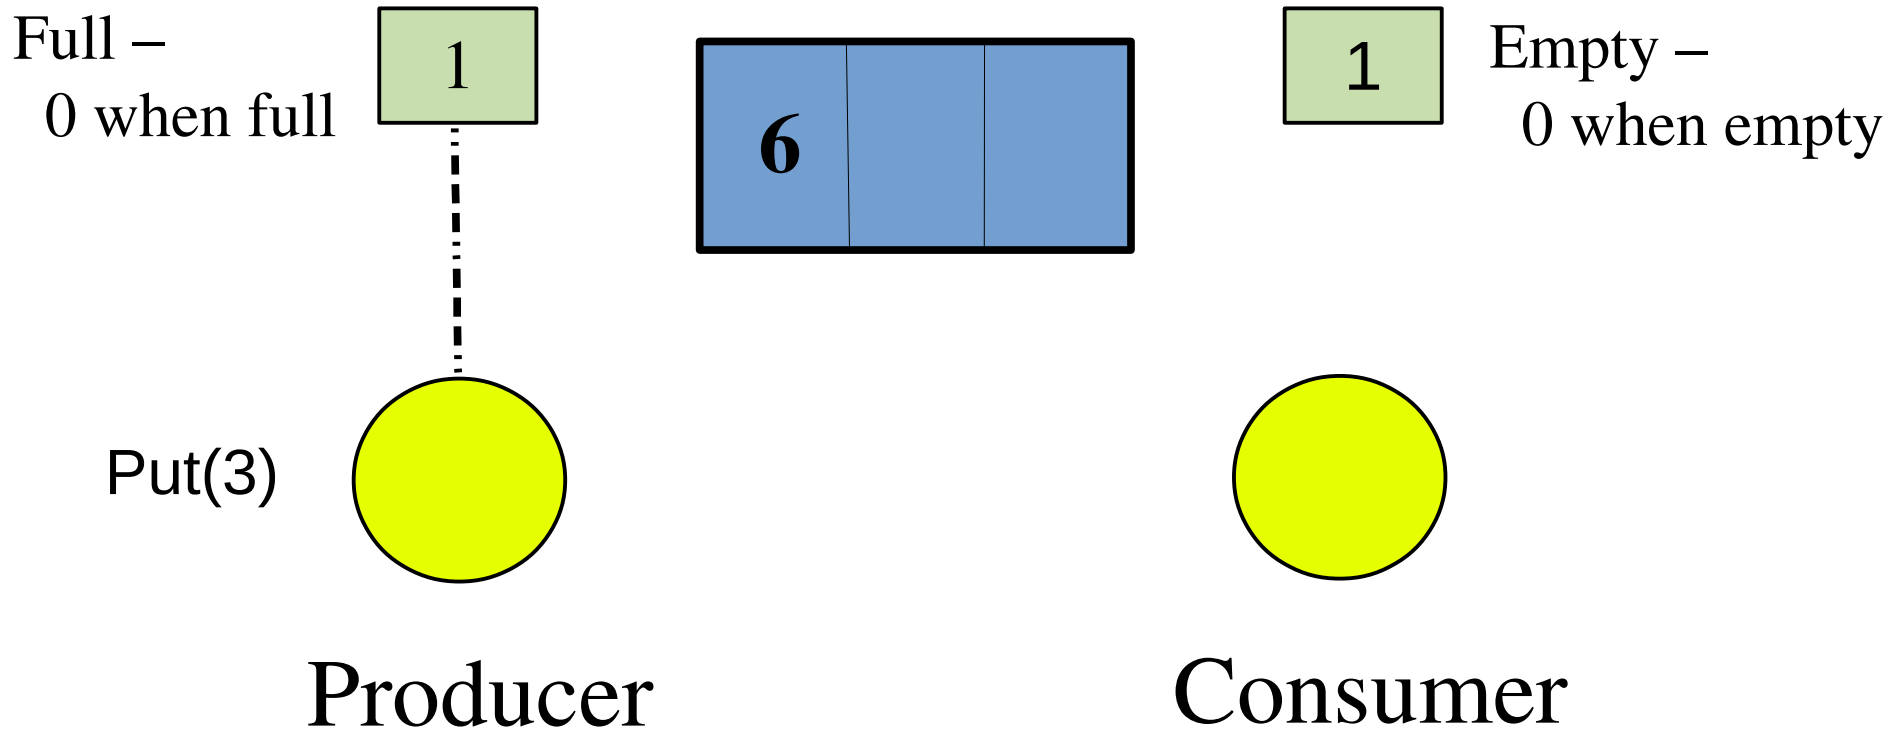 Full –
0 when full
1
6
1
Empty –
0 when empty
Put(3)
Producer
Consumer